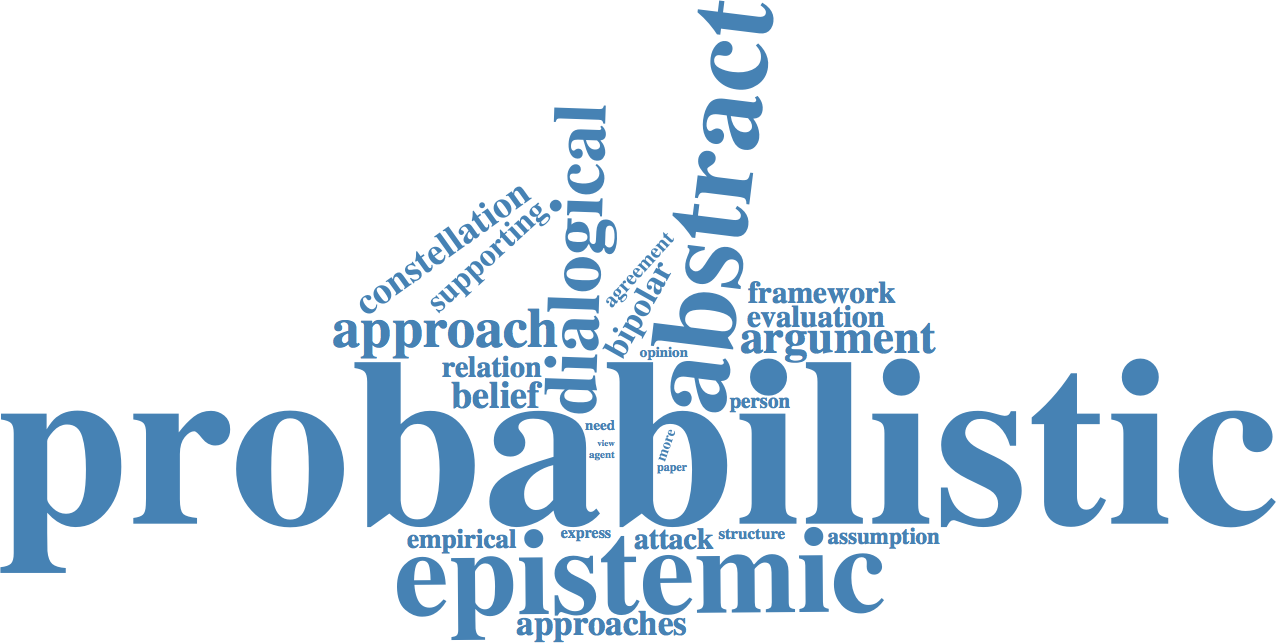 abstract
dialogical
constellation
supporting
agreement
bipolar
framework
evaluation
approach
argument
opinion
relation
belief
person
probabilistic
need
view
agent
more
paper
empirical
express
attack
structure
assumption
epistemic
approaches